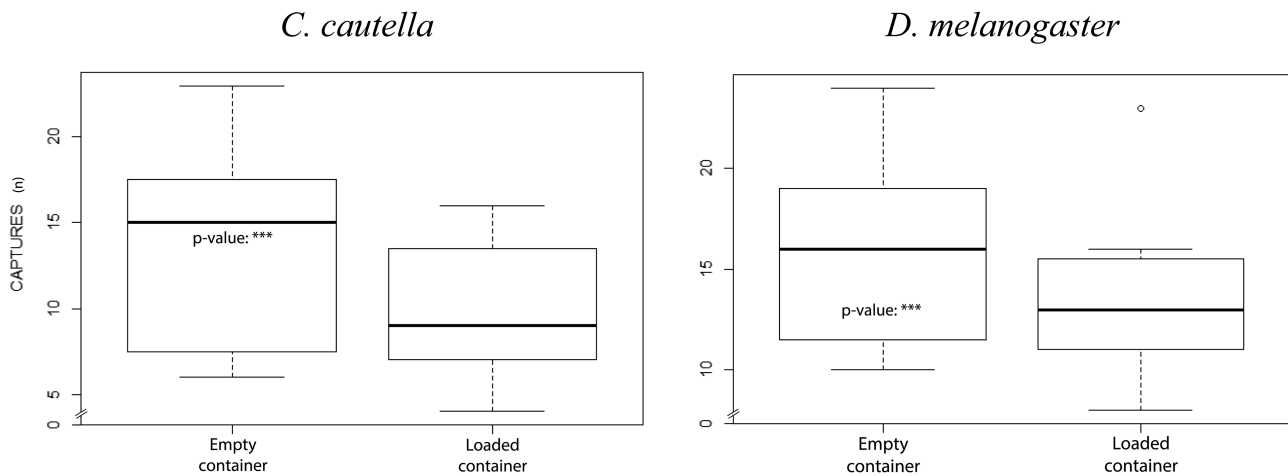 C. cautella
D. melanogaster
CAPTURES (n)
20
15
10
5
0
p-value: ***
Empty
container
Loaded
container
20
15
10
0
p-value: ***
Empty
container
Loaded
container